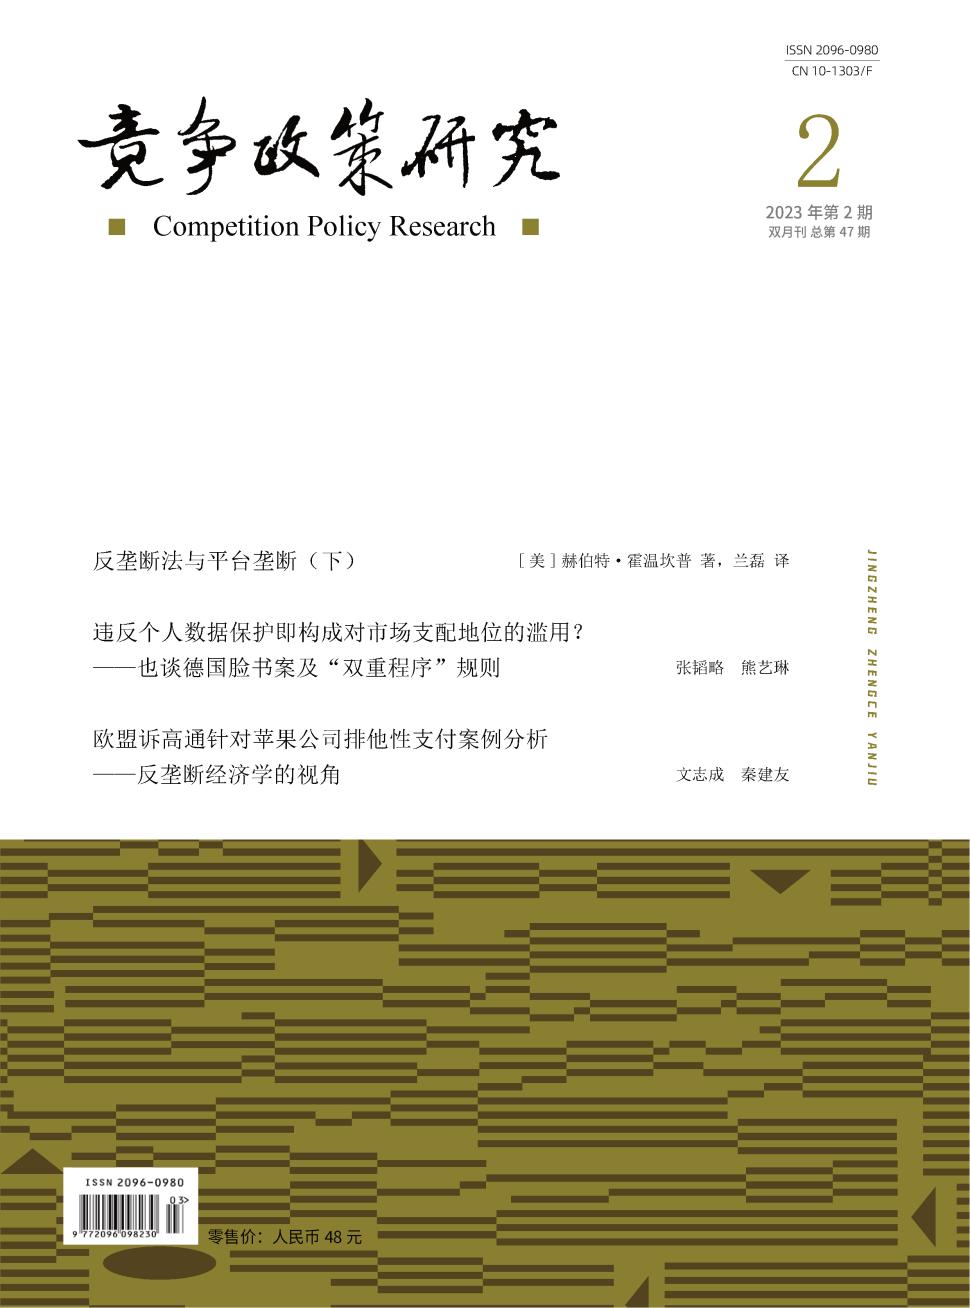 ISSN 2096-0980
CN 10-1303/F
竞争政策研究
Competition Policy Research
2
2023 年第 2 期
双月刊 总第 47 期
反垄断法与平台垄断（下） ［美］赫伯特·霍温坎普 著，兰磊 译
违反个人数据保护即构成对市场支配地位的滥用？
——也谈德国脸书案及“双重程序”规则 张韬略 熊艺琳
欧盟诉高通针对苹果公司排他性支付案例分析
——反垄断经济学的视角 文志成 秦建友
JINGZHENG ZHENGCE YANJIU
ISSN 2096-0980
03>
9 772096 098230
零售价：人民币 48 元